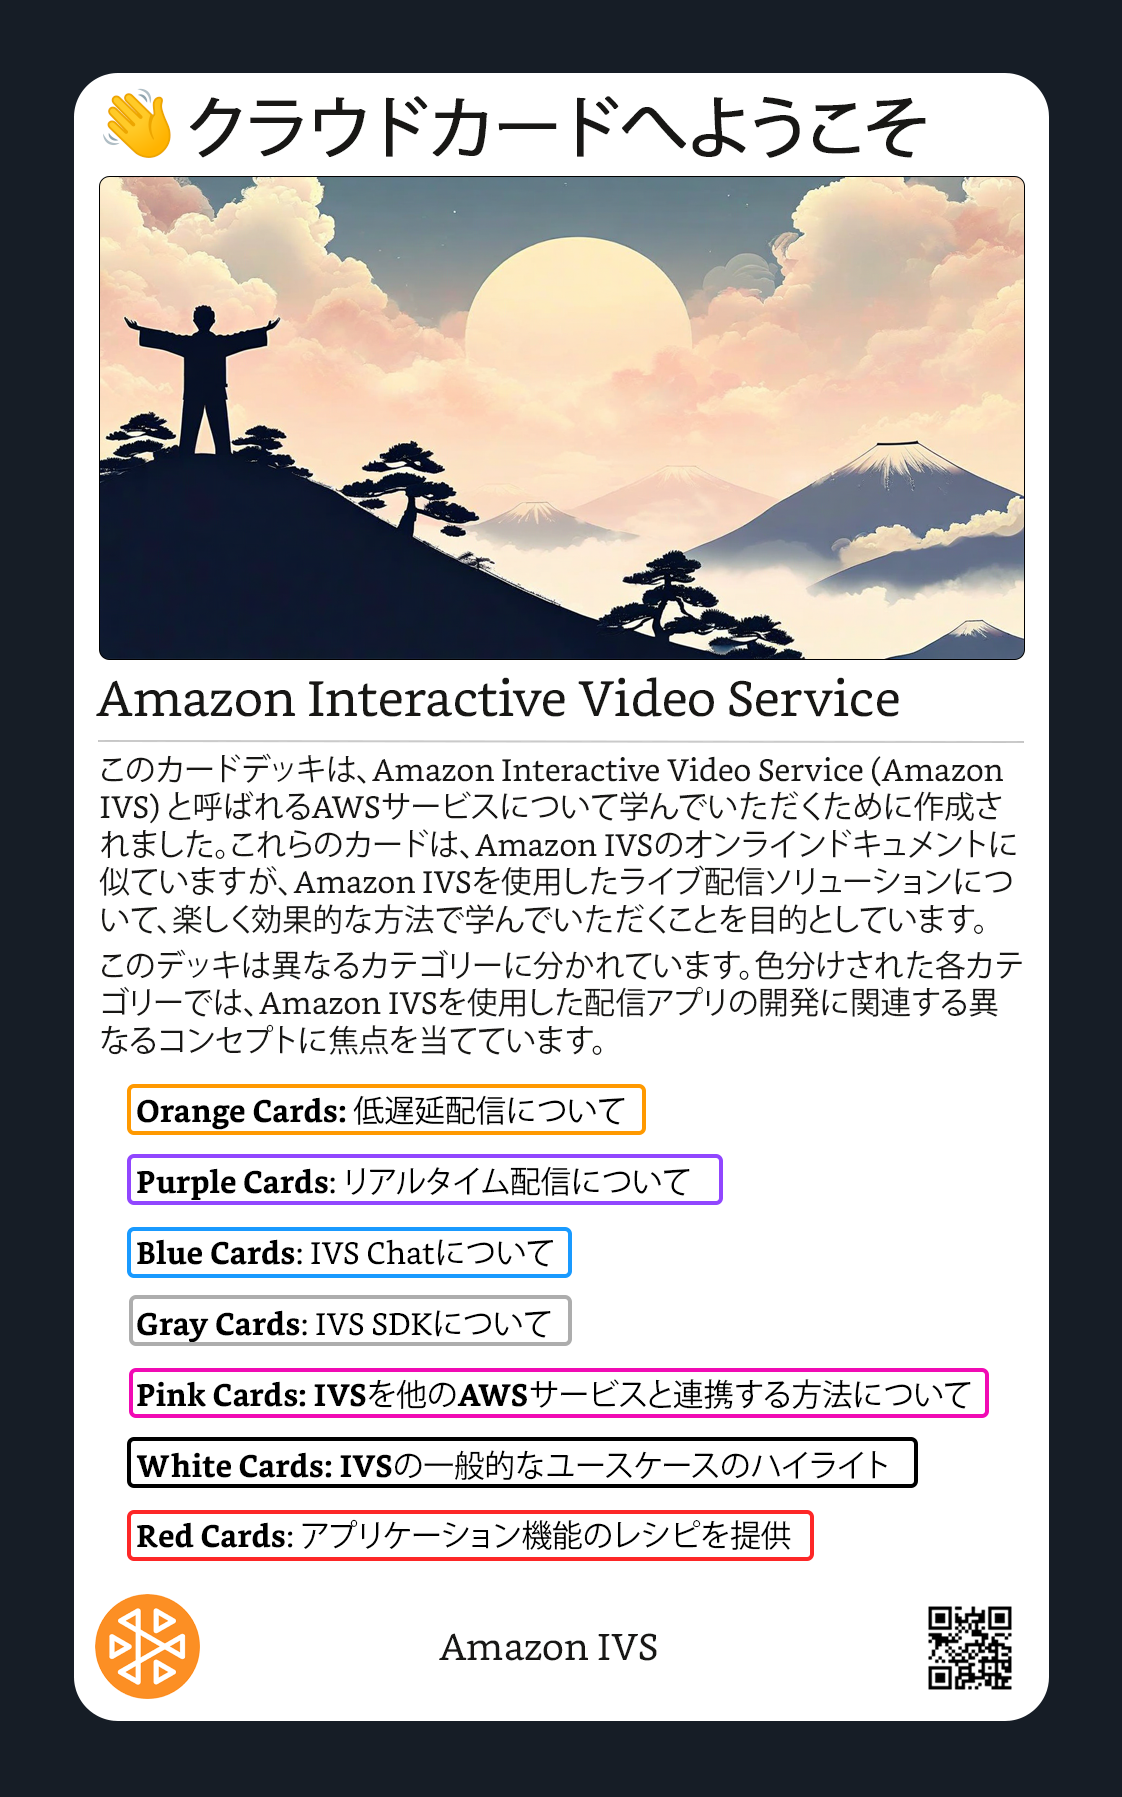 👋 クラウドカードへようこそ
Amazon Interactive Video Service
このカードデッキは、Amazon Interactive Video Service (Amazon
IVS) と呼ばれるAWSサービスについて学んでいただくために作成さ
れました。これらのカードは、Amazon IVSのオンラインドキュメントに
似ていますが、Amazon IVSを使用したライブ配信ソリューションにつ
いて、楽しく効果的な方法で学んでいただくことを目的としています。
このデッキは異なるカテゴリーに分かれています。色分けされた各カテ
ゴリーでは、Amazon IVSを使用した配信アプリの開発に関連する異
なるコンセプトに焦点を当てています。
Orange Cards: 低遅延配信について
Purple Cards: リアルタイム配信について
Blue Cards: IVS Chatについて
Gray Cards: IVS SDKについて
Pink Cards: IVSを他のAWSサービスと連携する方法について
White Cards: IVSの一般的なユースケースのハイライト
Red Cards: アプリケーション機能のレシピを提供
Amazon IVS